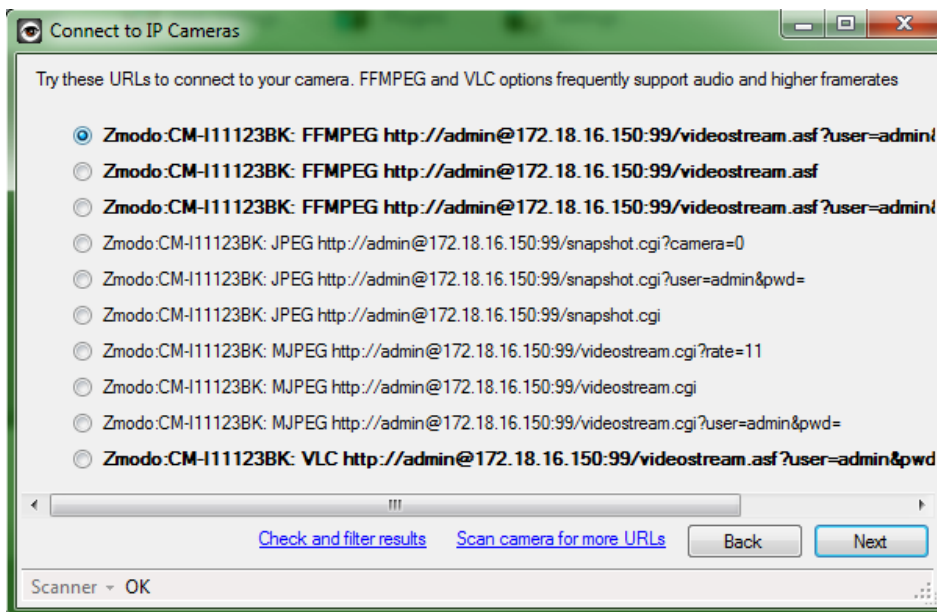 Connect to IP Cameras
Try these URLs to connect to your camera. FFMPEG and VLC options frequently support audio and higher framerates
Zmodo:CM-I11123BK: FFMPEG http://admin@172.18.16.150:99/videostream.asf?user=admin&
Zmodo:CM-I11123BK: FFMPEG http://admin@172.18.16.150:99/videostream.asf
Zmodo:CM-I11123BK: FFMPEG http://admin@172.18.16.150:99/videostream.asf?user=admin&
Zmodo:CM-I11123BK: JPEG http://admin@172.18.16.150:99/snapshot.cgi?camera=0
Zmodo:CM-I11123BK: JPEG http://admin@172.18.16.150:99/snapshot.cgi?user=admin&pwd=
Zmodo:CM-I11123BK: JPEG http://admin@172.18.16.150:99/snapshot.cgi
Zmodo:CM-I11123BK: MJPEG http://admin@172.18.16.150:99/videostream.cgi?rate=11
Zmodo:CM-I11123BK: MJPEG http://admin@172.18.16.150:99/videostream.cgi
Zmodo:CM-I11123BK: MJPEG http://admin@172.18.16.150:99/videostream.cgi?user=admin&pwd=
Zmodo:CM-I11123BK: VLC http://admin@172.18.16.150:99/videostream.asf?user=admin&pwd
Check and filter results Scan camera for more URLs Back Next
Scanner OK